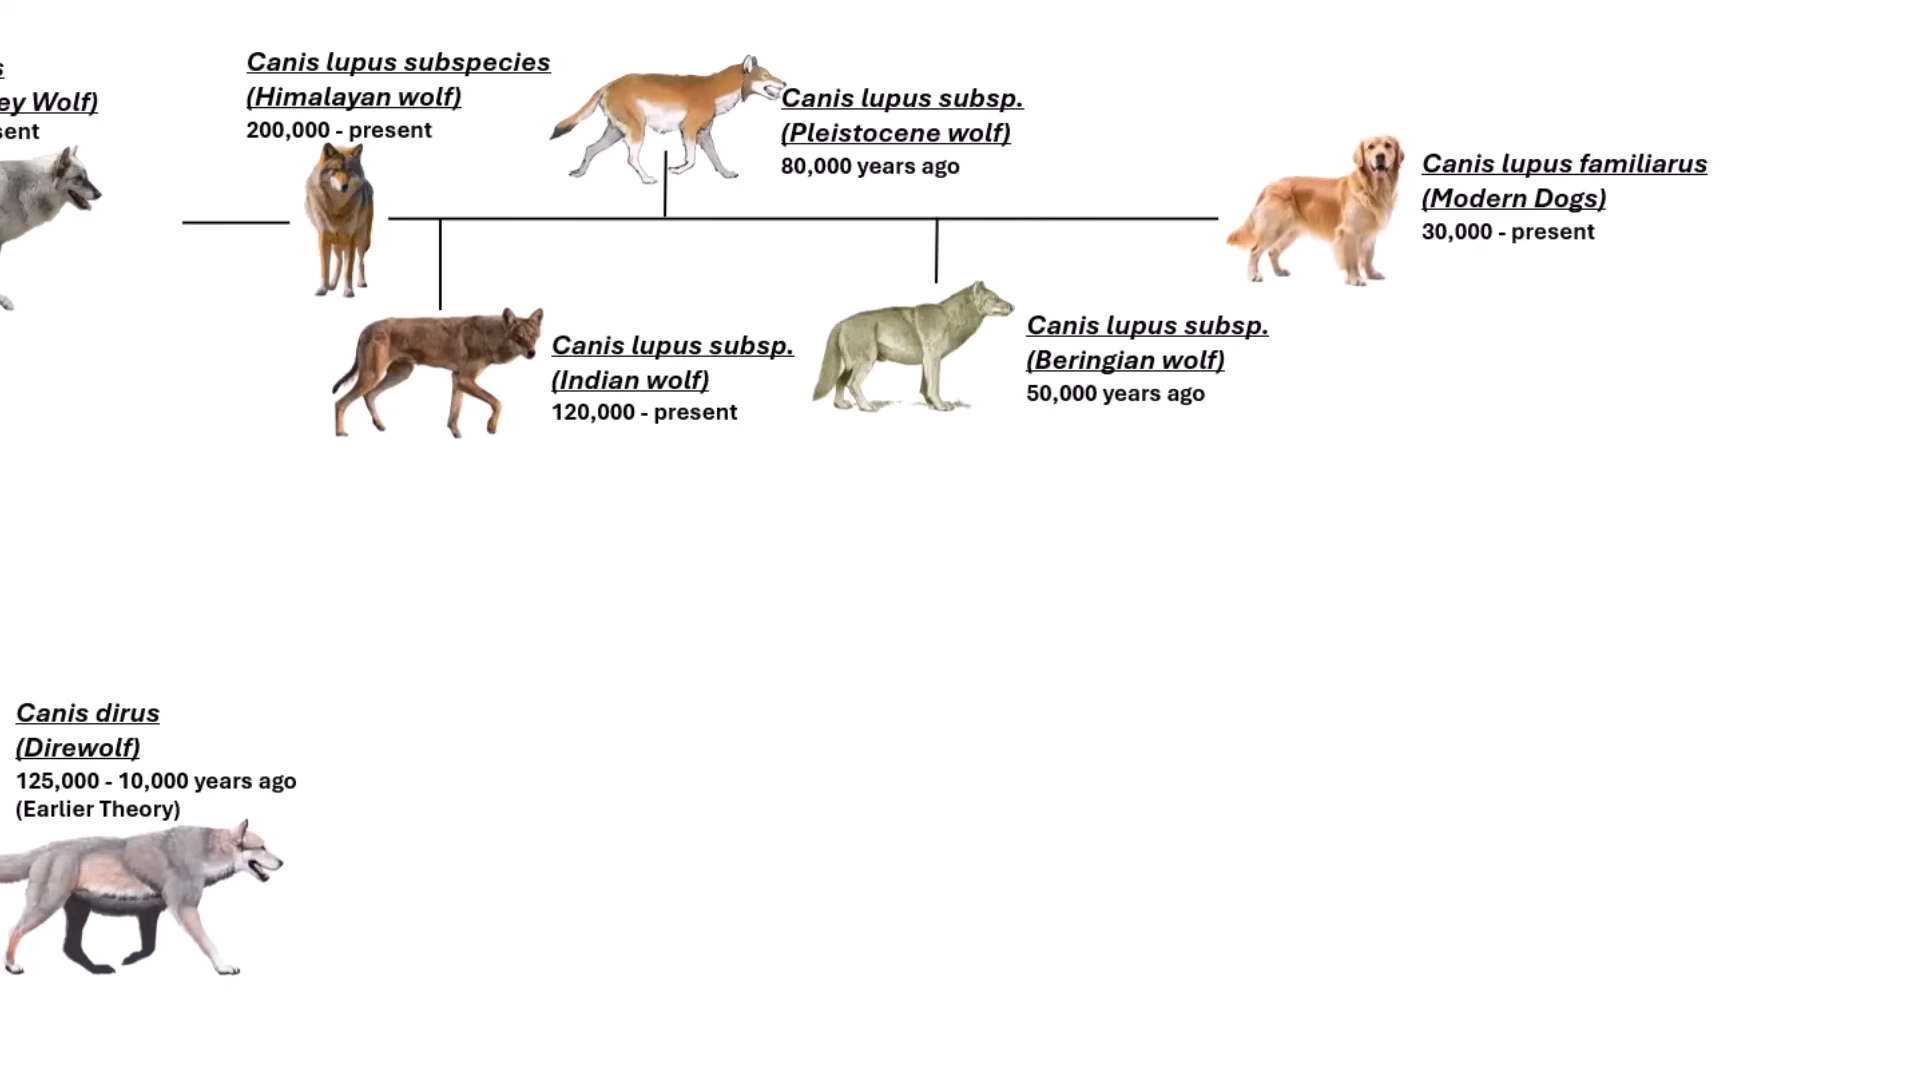 s
ey Wolf)
sent
Canis lupus subspecies
(Himalayan wolf)
200,000 - present
Canis lupus subsp.
(Pleistocene wolf)
80,000 years ago
Canis lupus familiarus
(Modern Dogs)
30,000 - present
Canis lupus subsp.
(Indian wolf)
120,000 - present
Canis lupus subsp.
(Beringian wolf)
50,000 years ago
Canis dirus
(Direwolf)
125,000 - 10,000 years ago
(Earlier Theory)